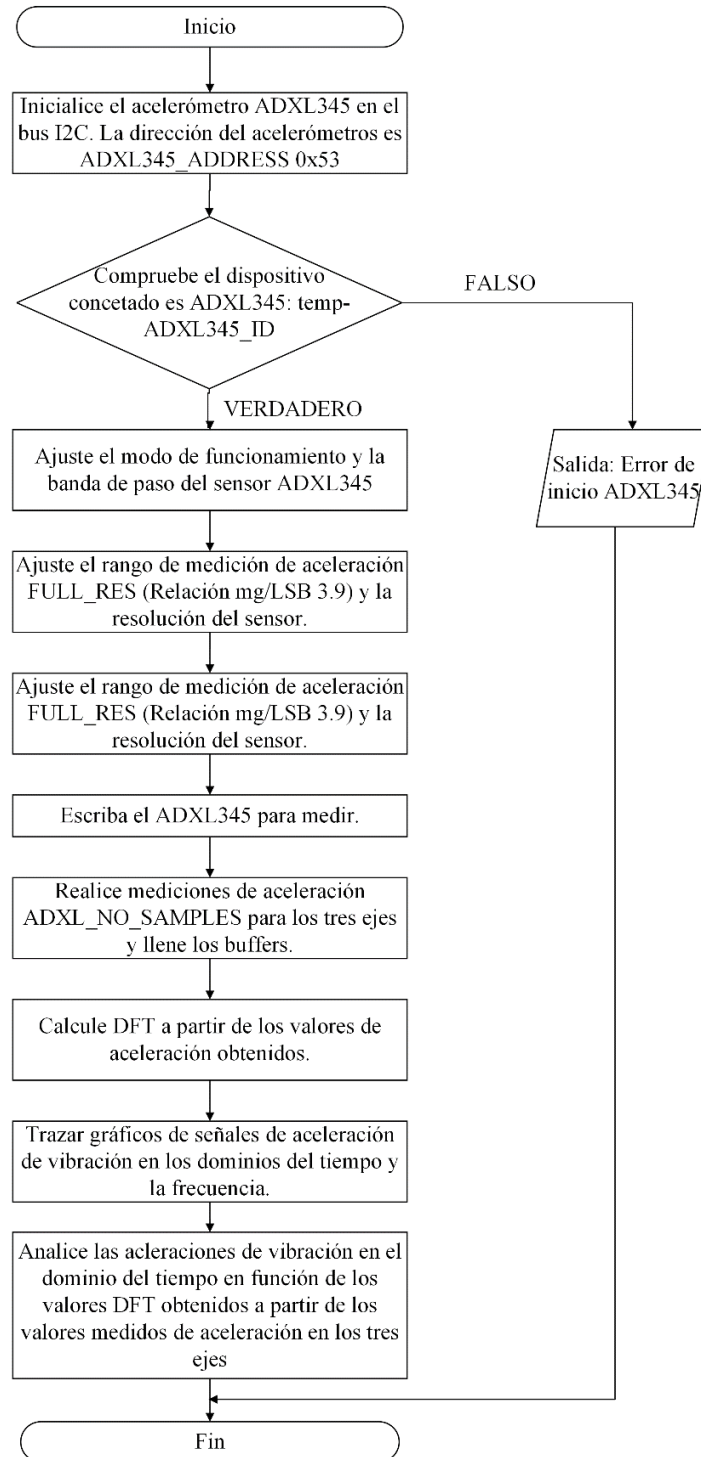 Inicio
Inicialice el acelerómetro ADXL345 en el
bus I2C. La dirección del acelerómetros es
ADXL345_ADDRESS 0x53
Compruebe el dispositivo
concetado es ADXL345: temp-
ADXL345_ID
FALSO
VERDADERO
Ajuste el modo de funcionamiento y la
banda de paso del sensor ADXL345
Salida: Error de
inicio ADXL345
Ajuste el rango de medición de aceleración
FULL_RES (Relación mg/LSB 3.9) y la
resolución del sensor.
Ajuste el rango de medición de aceleración
FULL_RES (Relación mg/LSB 3.9) y la
resolución del sensor.
Escriba el ADXL345 para medir.
Realice mediciones de aceleración
ADXL_NO_SAMPLES para los tres ejes
y llene los buffers.
Calcule DFT a partir de los valores de
aceleración obtenidos.
Trazar gráficos de señales de aceleración
de vibración en los dominios del tiempo y
la frecuencia.
Analice las acleraciones de vibración en el
dominio del tiempo en función de los
valores DFT obtenidos a partir de los
valores medidos de aceleración en los tres
ejes
Fin